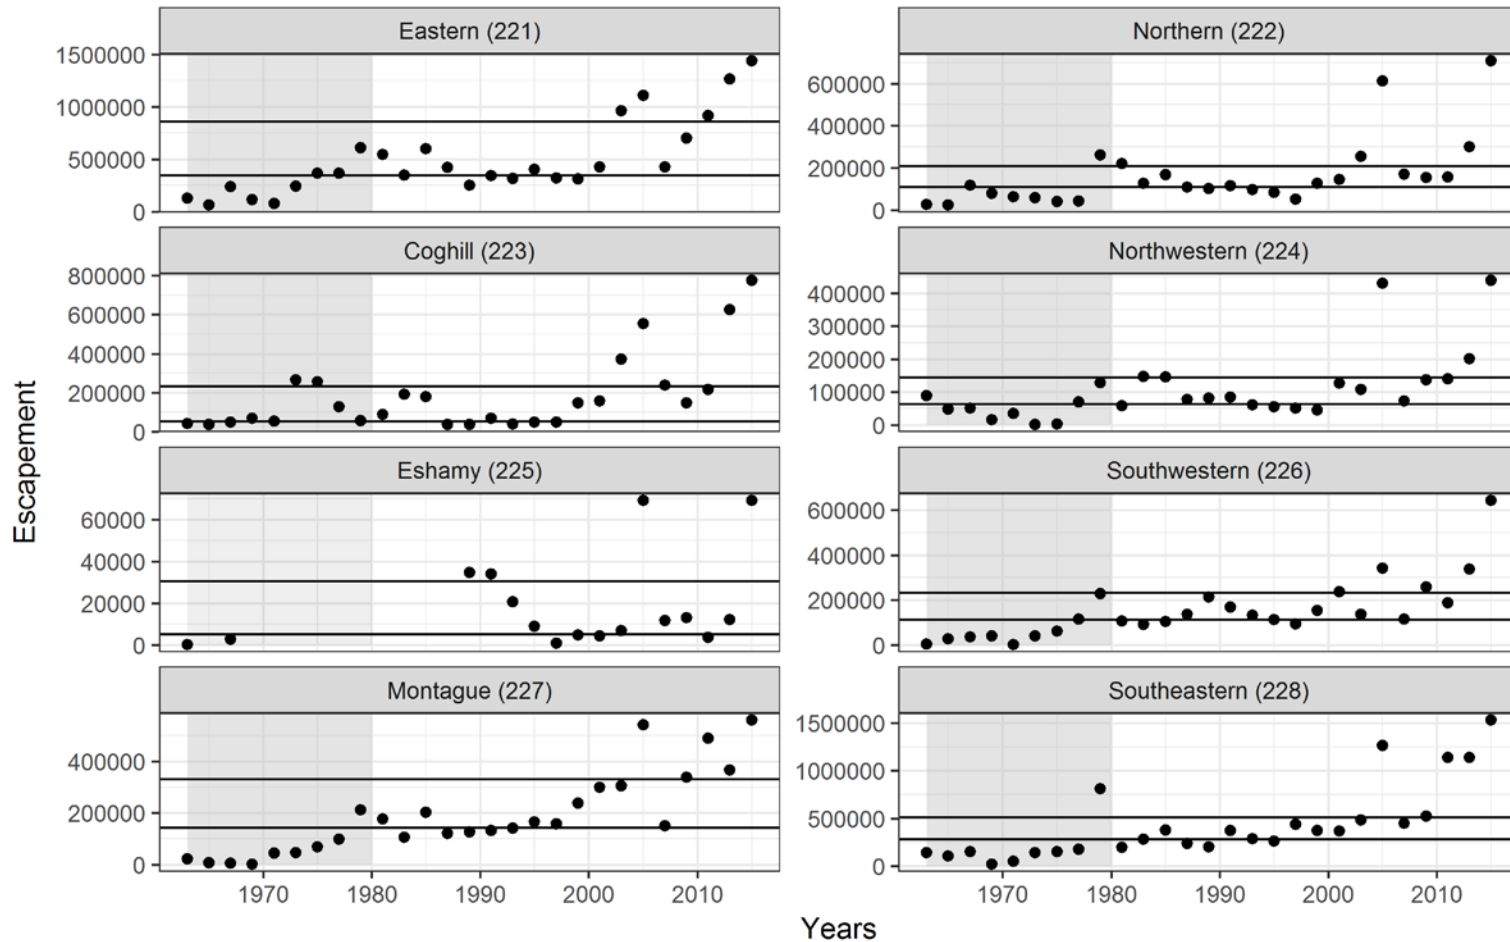 Eastern (221)
1500000
1000000
500000
0
Northern (222)
600000
400000
200000
0
Coghill (223)
800000
600000
400000
200000
0
Northwestern (224)
400000
300000
200000
100000
0
Eshamy (225)
60000
40000
20000
0
Southwestern (226)
600000
400000
200000
0
Montague (227)
400000
200000
0
Southeastern (228)
1500000
1000000
500000
0
1970 1980 1990 2000 2010
1970 1980 1990 2000 2010
Escapement
Years